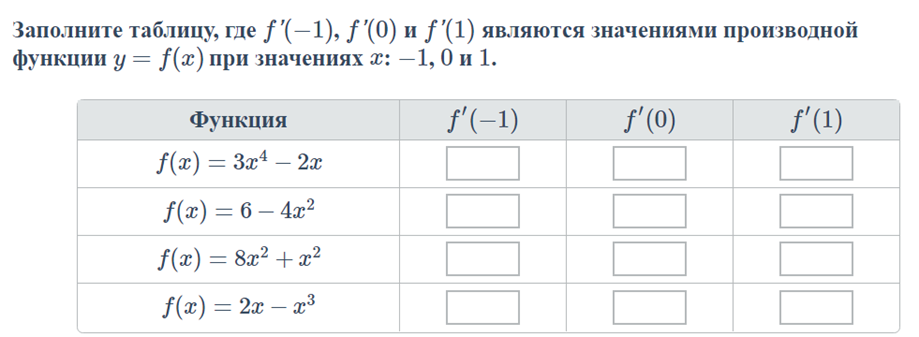 Заполните таблицу, где f′(−1), f′(0) и f′(1) являются значениями производной
функции y = f(x) при значениях x: −1, 0 и 1.
Функция f′(−1) f′(0) f′(1)
f(x) = 3x⁴ − 2x
f(x) = 6 − 4x²
f(x) = 8x² + x²
f(x) = 2x − x³